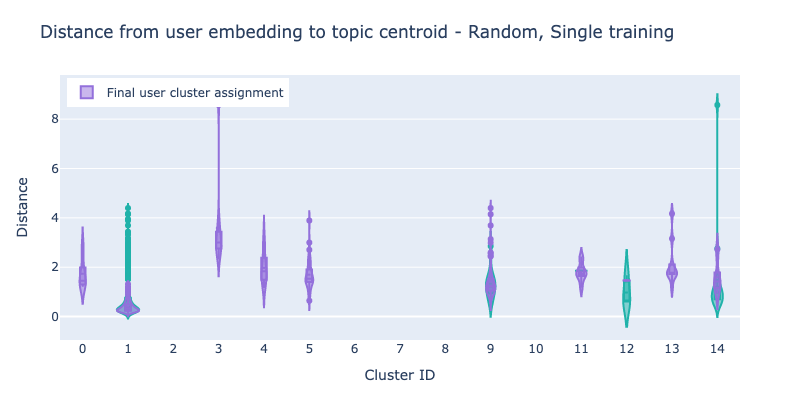 Distance from user embedding to topic centroid - Random, Single training
Final user cluster assignment
8
6
4
2
0
Distance
0 1 2 3 4 5 6 7 8 9 10 11 12 13 14
Cluster ID